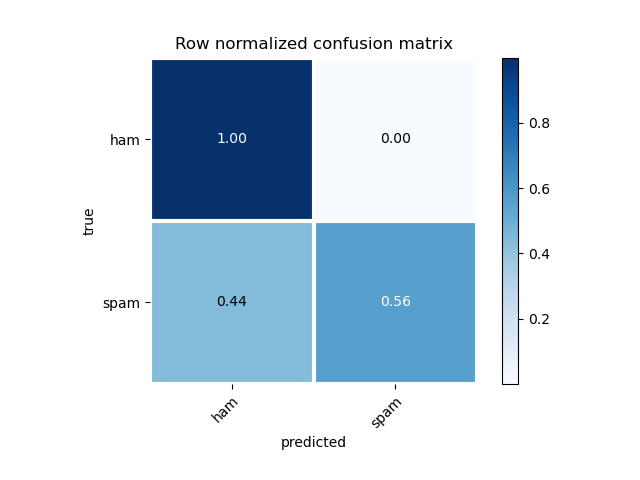 Row normalized confusion matrix
ham
1.00
0.00
0.8
0.6
true
0.4
spam
0.44
0.56
0.2
ham
spam
predicted